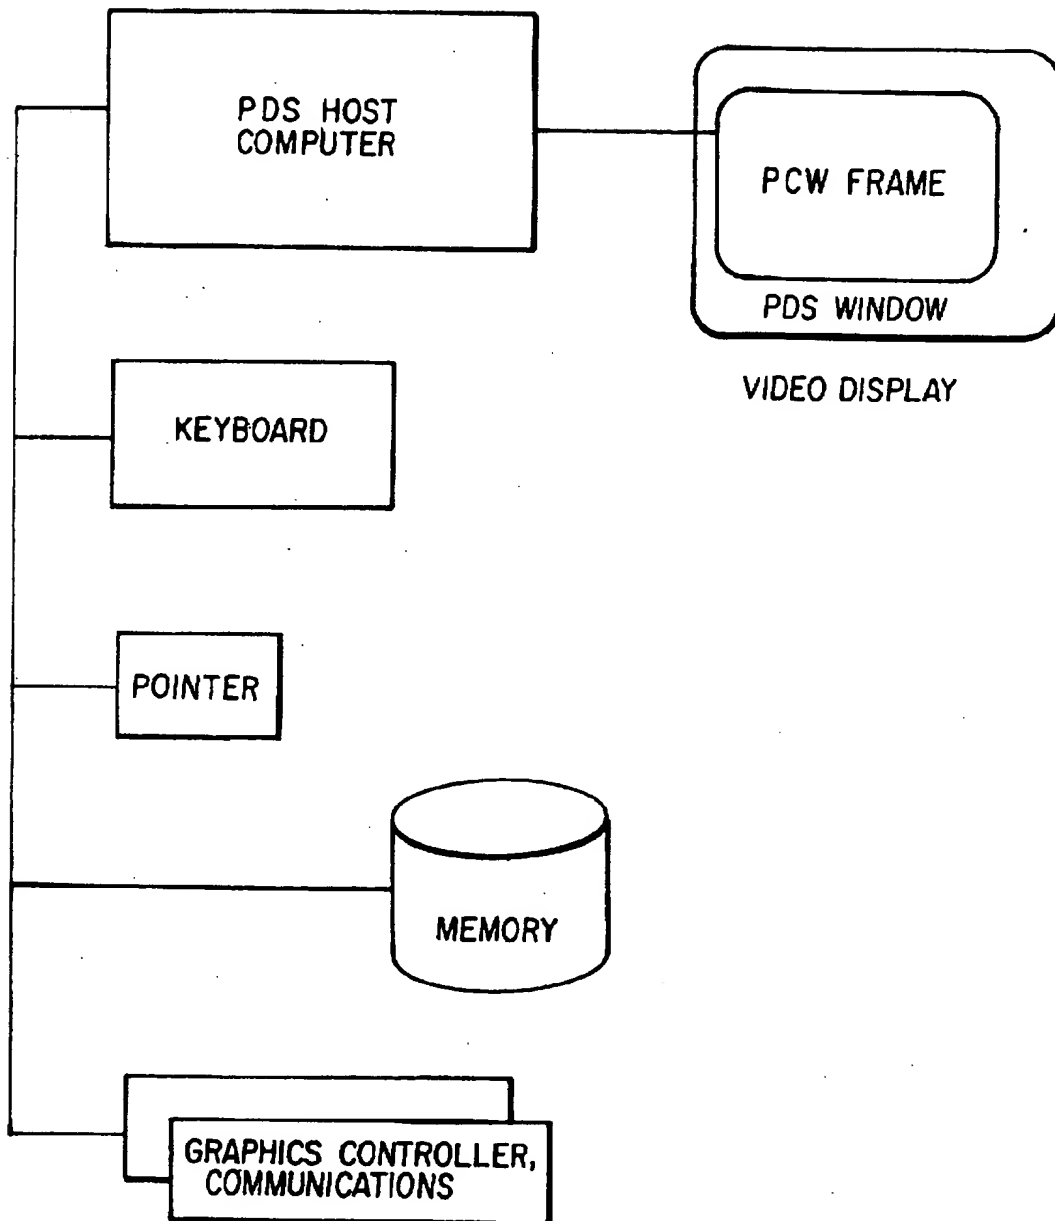 PDS HOST
COMPUTER
PCW FRAME
PDS WINDOW
VIDEO DISPLAY
KEYBOARD
POINTER
MEMORY
GRAPHICS CONTROLLER,
COMMUNICATIONS